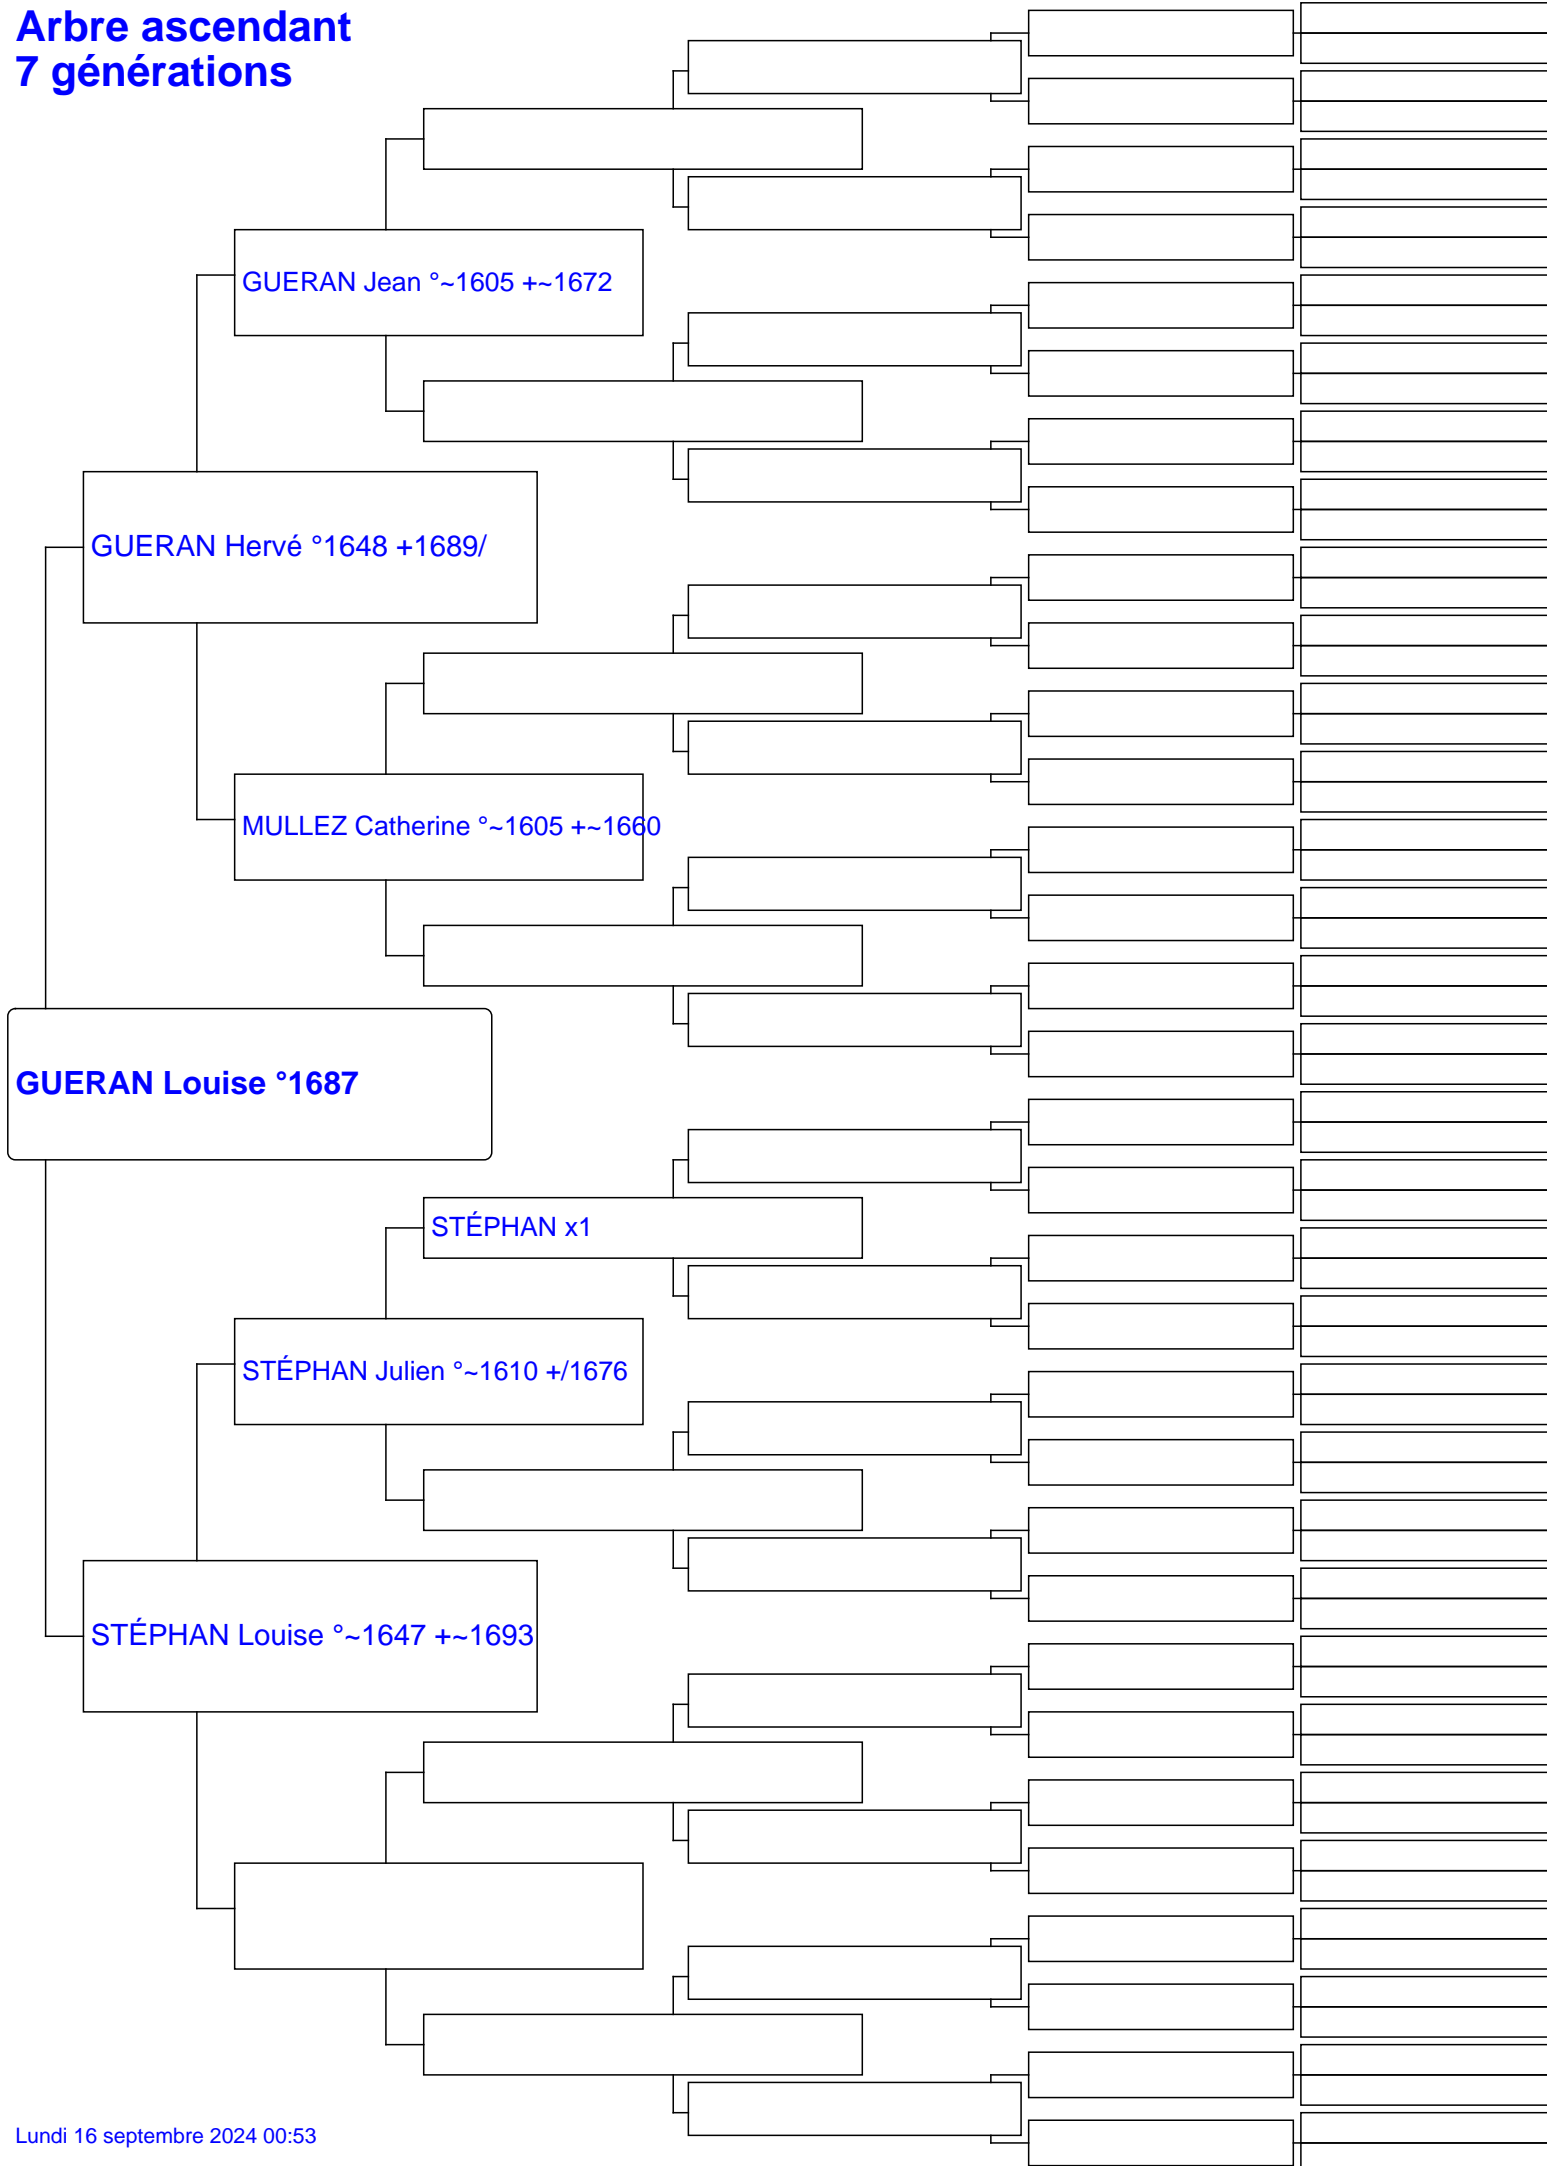 Arbre ascendant
7 générations
GUERAN Jean °~1605 +~1672
GUERAN Hervé °1648 +1689/
MULLEZ Catherine °~1605 +~1660
GUERAN Louise °1687
STÉPHAN x1
STÉPHAN Julien °~1610 +/1676
STÉPHAN Louise °~1647 +~1693
Lundi 16 septembre 2024 00:53